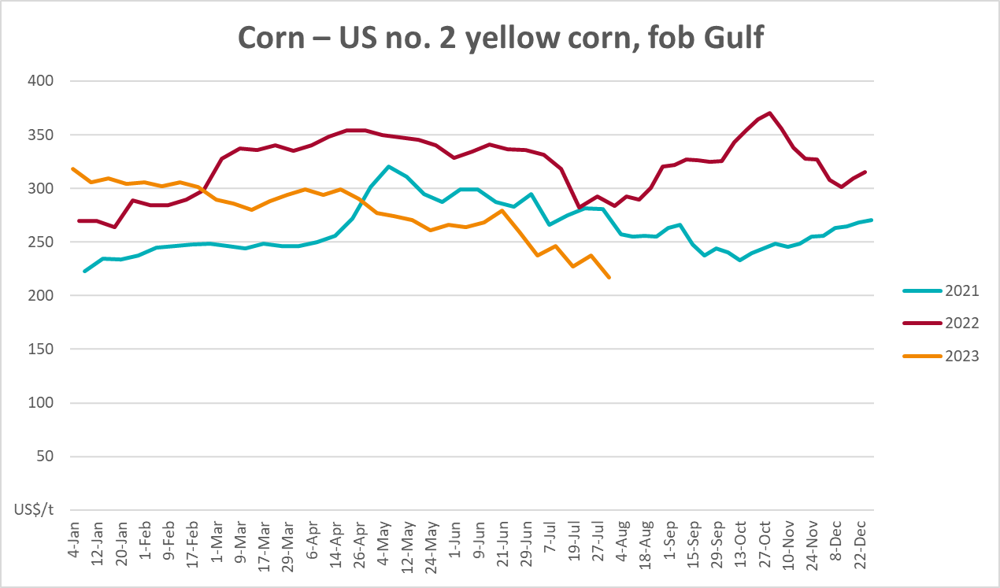 Corn – US no. 2 yellow corn, fob Gulf
400
350
300
250
200
150
100
50
US$/t
4-Jan
12-Jan
20-Jan
1-Feb
9-Feb
17-Feb
1-Mar
9-Mar
17-Mar
29-Mar
6-Apr
14-Apr
26-Apr
4-May
12-May
24-May
1-Jun
9-Jun
21-Jun
29-Jun
7-Jul
19-Jul
27-Jul
4-Aug
18-Aug
1-Sep
15-Sep
29-Sep
13-Oct
27-Oct
10-Nov
24-Nov
8-Dec
22-Dec
2021
2022
2023